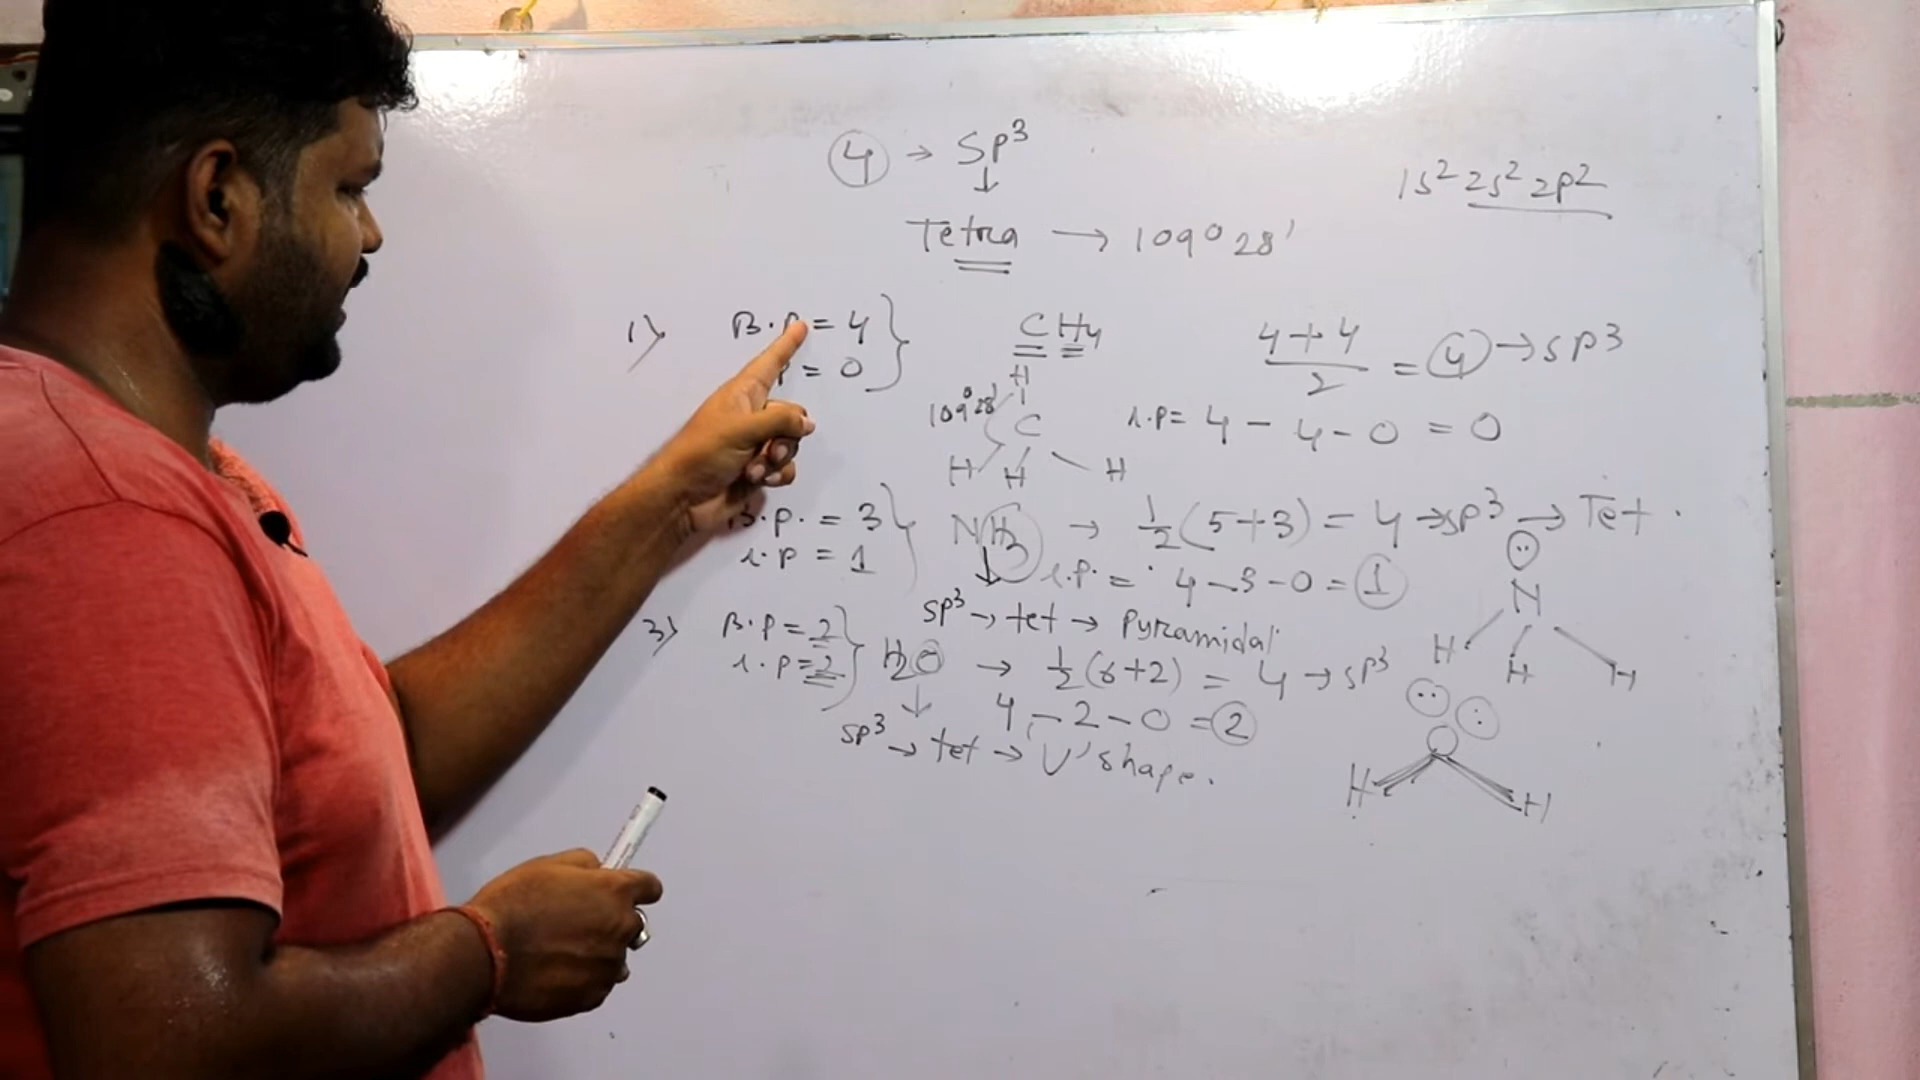 4 → SP³
↓
1s² 2s² 2p²
Tetra → 109° 28'
1) B.P = 4
P = 0
CH4
4+4 / 2 = 4 → sp3
l.p = 4 - 4 - 0 = 0
H
109° 28'
C
H H H
B.P. = 3
l.p = 1
NH3 → 1/2 (5+3) = 4 → sp3 → Tet.
↓ l.p. = 4 - 3 - 0 = 1
sp3 → tet → Pyramidal
N
H H H
3) B.P = 2
l.p = 2
H2O → 1/2 (6+2) = 4 → sp3
↓ 4 - 2 - 0 = 2
sp3 → tet → 'V' shape.
O
H H